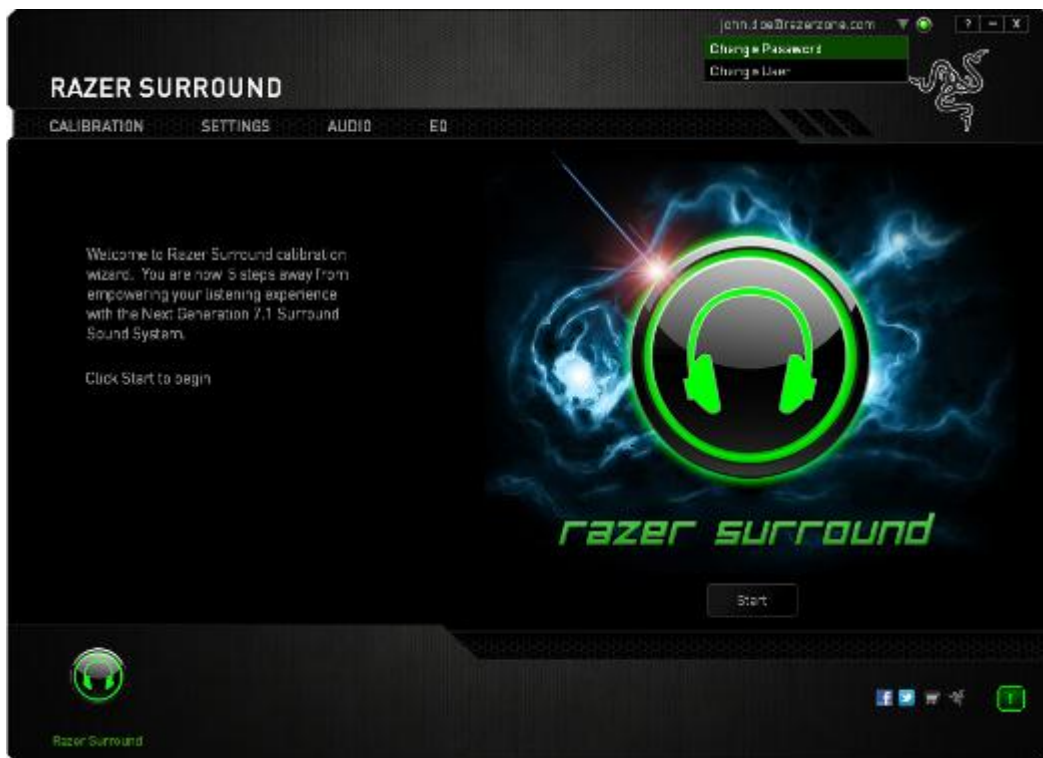 john.doe@razerzone.com
? – X
Change Password
Change User
RAZER SURROUND
CALIBRATION SETTINGS AUDIO EQ
Welcome to Razer Surround calibration
wizard. You are now 5 steps away from
empowering your listening experience
with the Next Generation 7.1 Surround
Sound System.
Click Start to begin
razer surround
Start
f
!
Razer Surround